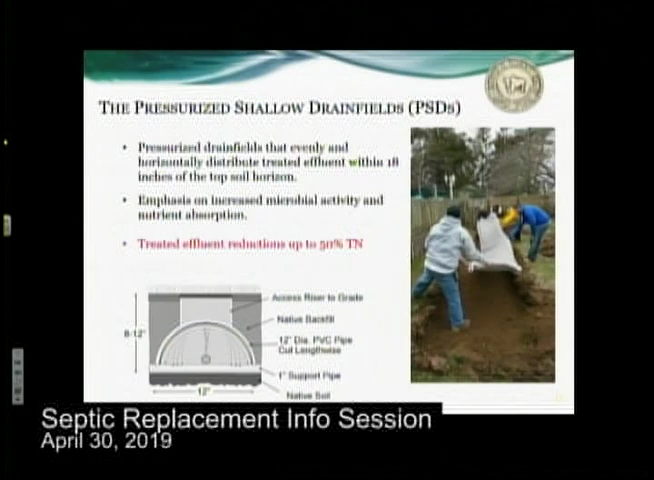 THE PRESSURIZED SHALLOW DRAINFIELDS (PSDS)
• Pressurized drainfields that evenly and
horizontally distribute treated effluent within 18
inches of the top soil horizon.
• Emphasis on increased microbial activity and
nutrient absorption.
• Treated effluent reductions up to 50% TN
Access Riser to Grade
Native Backfill
8-12"
12" Dia. PVC Pipe
Cut Lengthwise
1" Support Pipe
12"
Native Soil
Septic Replacement Info Session
April 30, 2019